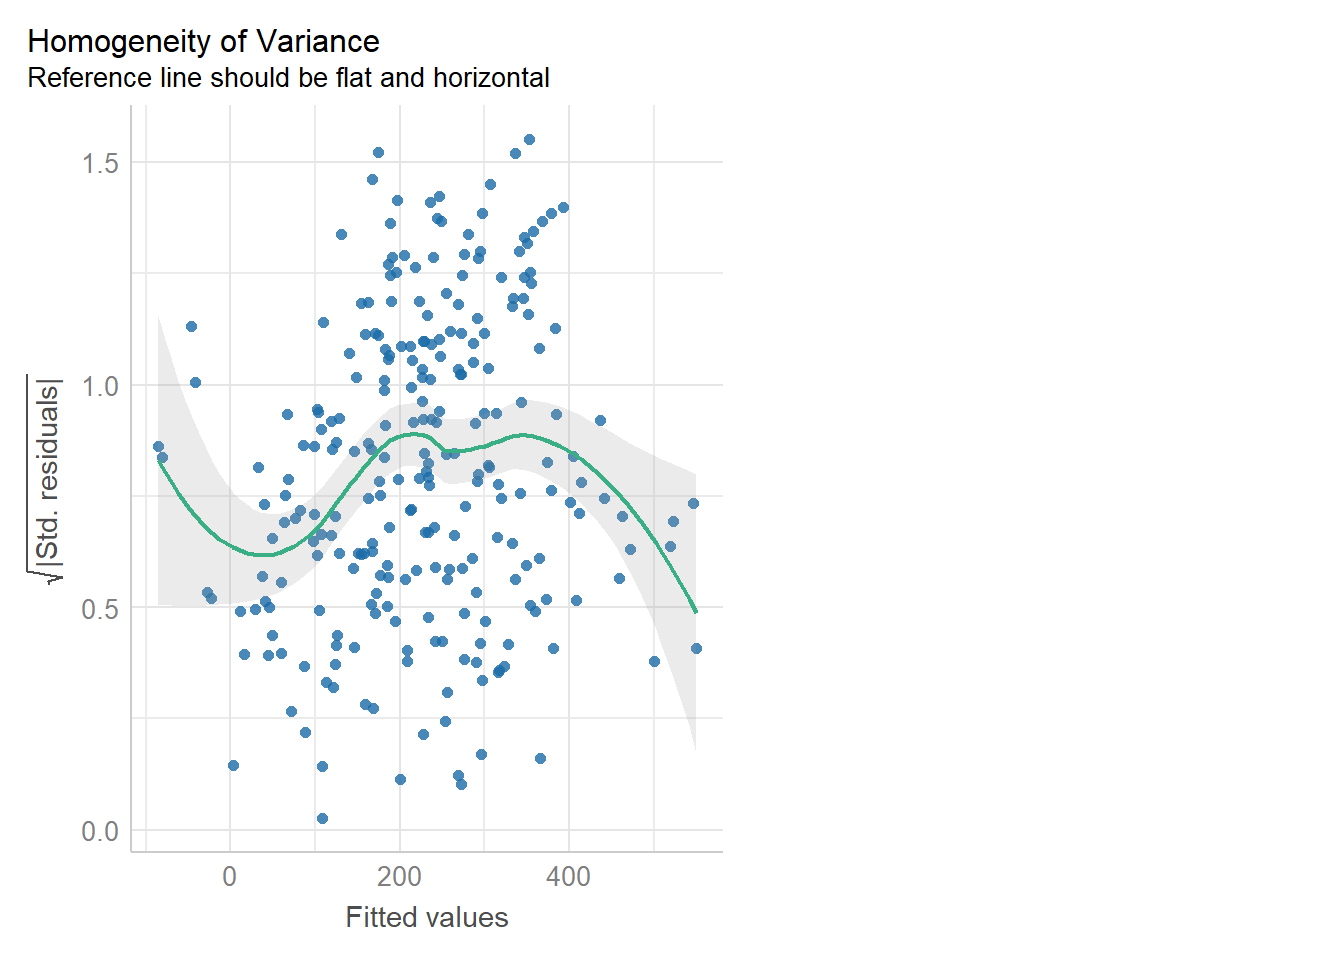 Homogeneity of Variance
Reference line should be flat and horizontal
1.5
1.0
0.5
0.0
√|Std. residuals|
0 200 400
Fitted values